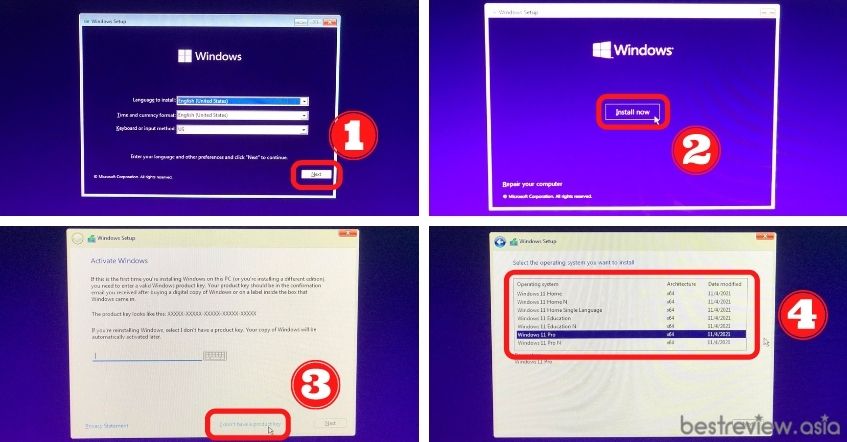 Windows Setup
Windows
Language to install: English (United States)
Time and currency format: English (United States)
Keyboard or input method: US
Enter your language and other preferences and click "Next" to continue.
© Microsoft Corporation. All rights reserved.
Next
1
Windows Setup
Windows
Install now
2
Repair your computer
© Microsoft Corporation. All rights reserved.
Windows Setup
Activate Windows
If this is the first time you're installing Windows on this PC (or you're installing a different edition),
you need to enter a valid Windows product key. Your product key should be in the confirmation
email you received after buying a digital copy of Windows or on a label inside the box that
Windows came in.
The product key looks like this: XXXXX-XXXXX-XXXXX-XXXXX-XXXXX
If you're reinstalling Windows, select I don't have a product key. Your copy of Windows will be
automatically activated later.
3
Privacy Statement
I don't have a product key
Next
Windows Setup
Select the operating system you want to install
Operating system Architecture Date modified
Windows 11 Home x64 11/4/2021
Windows 11 Home N x64 11/4/2021
Windows 11 Home Single Language x64 11/4/2021
Windows 11 Education x64 11/4/2021
Windows 11 Education N x64 11/4/2021
Windows 11 Pro x64 11/4/2021
Windows 11 Pro N x64 11/4/2021
4
Windows 11 Pro
bestreview.asia